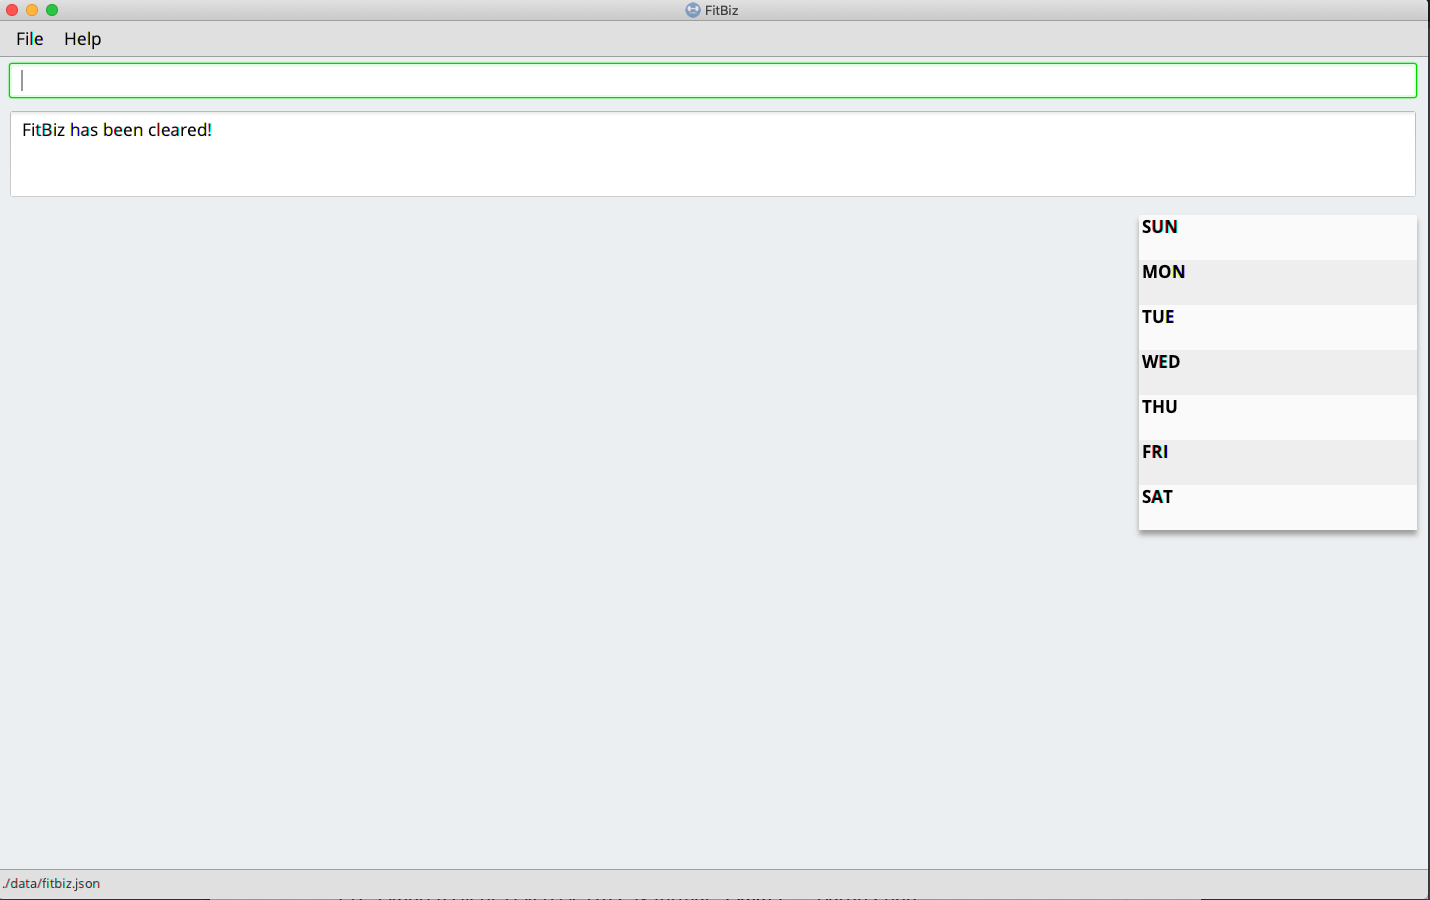 FitBiz
File Help
FitBiz has been cleared!
SUN
MON
TUE
WED
THU
FRI
SAT
./data/fitbiz.json